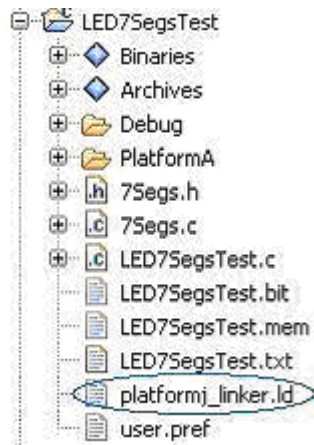 LED7SegsTest
Binaries
Archives
Debug
PlatformA
.h 7Segs.h
.c 7Segs.c
.c LED7SegsTest.c
LED7SegsTest.bit
LED7SegsTest.mem
LED7SegsTest.txt
platformj_linker.ld
user.pref